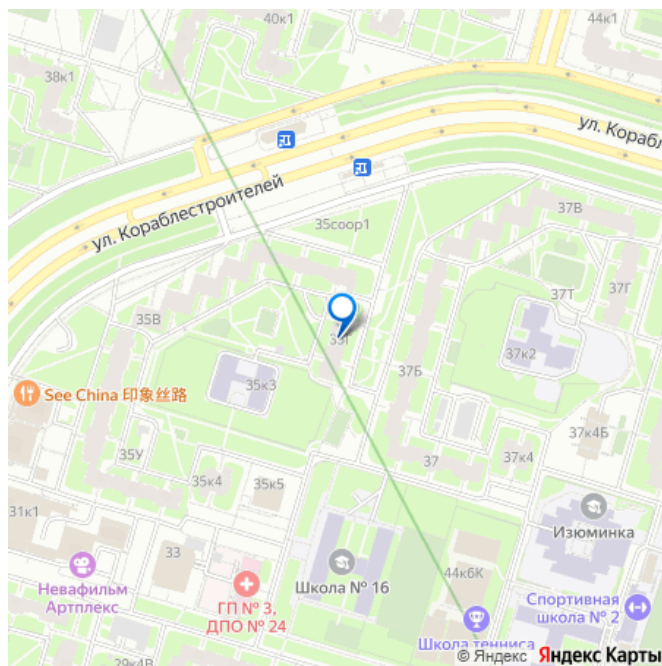 40к1
44к1
38к1
ул. Корабл
ул. Кораблестроителей
35соор1
37В
37Т
37Г
35В
37к2
35к3
See China 印象丝路
37Б
37к4Б
35У
37
37к4
35к4
35к5
31к1
Изюминка
33
Невафильм
Артплекс
Школа № 16
44к6К
ГП № 3,
ДПО № 24
Спортивная
школа № 2
Школа тенниса
29к4В
© Яндекс Яндекс Карты